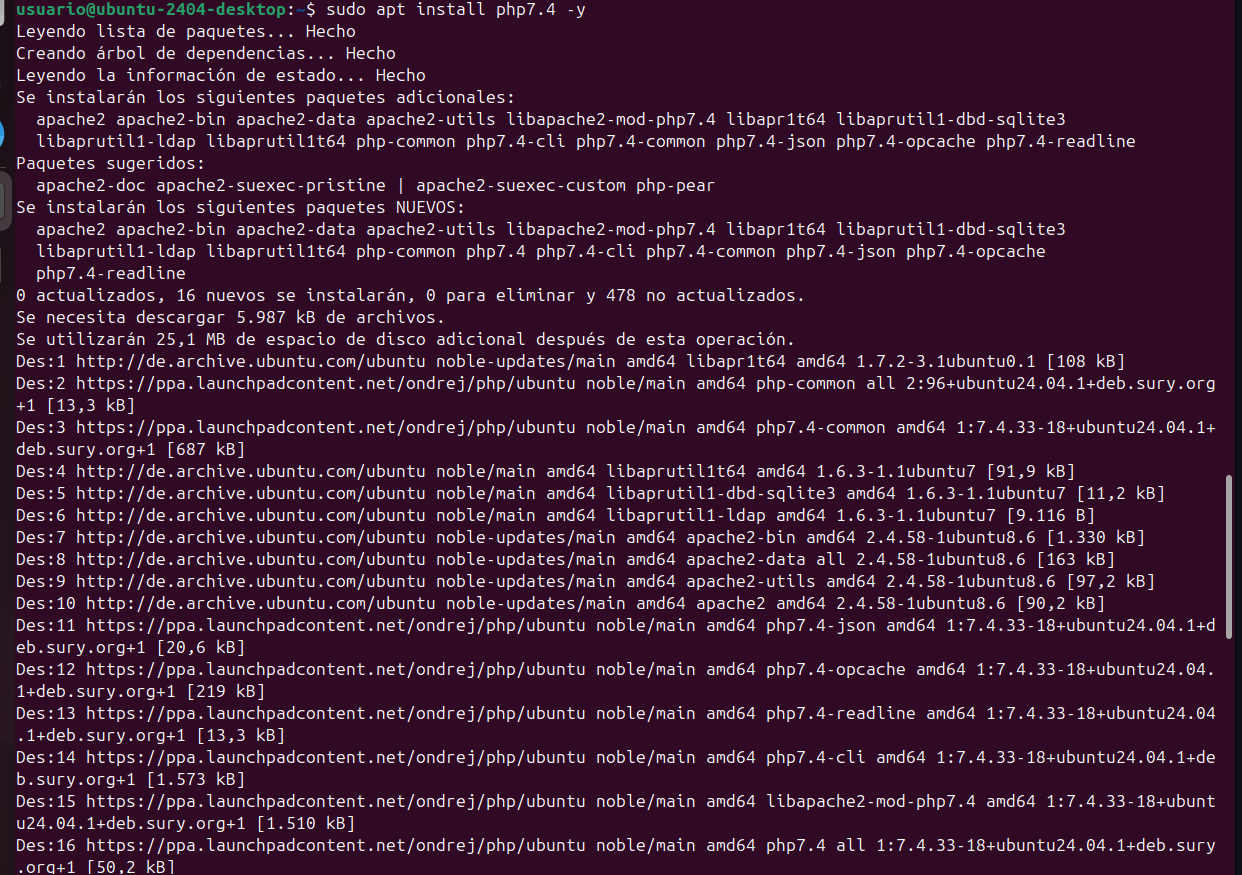 usuario@ubuntu-2404-desktop:~$ sudo apt install php7.4 -y
Leyendo lista de paquetes... Hecho
Creando árbol de dependencias... Hecho
Leyendo la información de estado... Hecho
Se instalarán los siguientes paquetes adicionales:
  apache2 apache2-bin apache2-data apache2-utils libapache2-mod-php7.4 libapr1t64 libaprutil1-dbd-sqlite3
  libaprutil1-ldap libaprutil1t64 php-common php7.4-cli php7.4-common php7.4-json php7.4-opcache php7.4-readline
Paquetes sugeridos:
  apache2-doc apache2-suexec-pristine | apache2-suexec-custom php-pear
Se instalarán los siguientes paquetes NUEVOS:
  apache2 apache2-bin apache2-data apache2-utils libapache2-mod-php7.4 libapr1t64 libaprutil1-dbd-sqlite3
  libaprutil1-ldap libaprutil1t64 php-common php7.4 php7.4-cli php7.4-common php7.4-json php7.4-opcache
  php7.4-readline
0 actualizados, 16 nuevos se instalarán, 0 para eliminar y 478 no actualizados.
Se necesita descargar 5.987 kB de archivos.
Se utilizarán 25,1 MB de espacio de disco adicional después de esta operación.
Des:1 http://de.archive.ubuntu.com/ubuntu noble-updates/main amd64 libapr1t64 amd64 1.7.2-3.1ubuntu0.1 [108 kB]
Des:2 https://ppa.launchpadcontent.net/ondrej/php/ubuntu noble/main amd64 php-common all 2:96+ubuntu24.04.1+deb.sury.org
+1 [13,3 kB]
Des:3 https://ppa.launchpadcontent.net/ondrej/php/ubuntu noble/main amd64 php7.4-common amd64 1:7.4.33-18+ubuntu24.04.1+
deb.sury.org+1 [687 kB]
Des:4 http://de.archive.ubuntu.com/ubuntu noble/main amd64 libaprutil1t64 amd64 1.6.3-1.1ubuntu7 [91,9 kB]
Des:5 http://de.archive.ubuntu.com/ubuntu noble/main amd64 libaprutil1-dbd-sqlite3 amd64 1.6.3-1.1ubuntu7 [11,2 kB]
Des:6 http://de.archive.ubuntu.com/ubuntu noble/main amd64 libaprutil1-ldap amd64 1.6.3-1.1ubuntu7 [9.116 B]
Des:7 http://de.archive.ubuntu.com/ubuntu noble-updates/main amd64 apache2-bin amd64 2.4.58-1ubuntu8.6 [1.330 kB]
Des:8 http://de.archive.ubuntu.com/ubuntu noble-updates/main amd64 apache2-data all 2.4.58-1ubuntu8.6 [163 kB]
Des:9 http://de.archive.ubuntu.com/ubuntu noble-updates/main amd64 apache2-utils amd64 2.4.58-1ubuntu8.6 [97,2 kB]
Des:10 http://de.archive.ubuntu.com/ubuntu noble-updates/main amd64 apache2 amd64 2.4.58-1ubuntu8.6 [90,2 kB]
Des:11 https://ppa.launchpadcontent.net/ondrej/php/ubuntu noble/main amd64 php7.4-json amd64 1:7.4.33-18+ubuntu24.04.1+d
eb.sury.org+1 [20,6 kB]
Des:12 https://ppa.launchpadcontent.net/ondrej/php/ubuntu noble/main amd64 php7.4-opcache amd64 1:7.4.33-18+ubuntu24.04.
1+deb.sury.org+1 [219 kB]
Des:13 https://ppa.launchpadcontent.net/ondrej/php/ubuntu noble/main amd64 php7.4-readline amd64 1:7.4.33-18+ubuntu24.04
.1+deb.sury.org+1 [13,3 kB]
Des:14 https://ppa.launchpadcontent.net/ondrej/php/ubuntu noble/main amd64 php7.4-cli amd64 1:7.4.33-18+ubuntu24.04.1+de
b.sury.org+1 [1.573 kB]
Des:15 https://ppa.launchpadcontent.net/ondrej/php/ubuntu noble/main amd64 libapache2-mod-php7.4 amd64 1:7.4.33-18+ubunt
u24.04.1+deb.sury.org+1 [1.510 kB]
Des:16 https://ppa.launchpadcontent.net/ondrej/php/ubuntu noble/main amd64 php7.4 all 1:7.4.33-18+ubuntu24.04.1+deb.sury
.org+1 [50,2 kB]